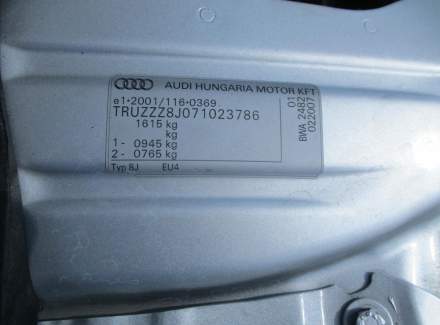 AUDI HUNGARIA MOTOR KFT
e1*2001/116*0369
TRUZZZ8J071023786
1615 kg
kg
1- 0945 kg
2- 0765 kg
Typ 8J EU4
BWA 2482 01
022007